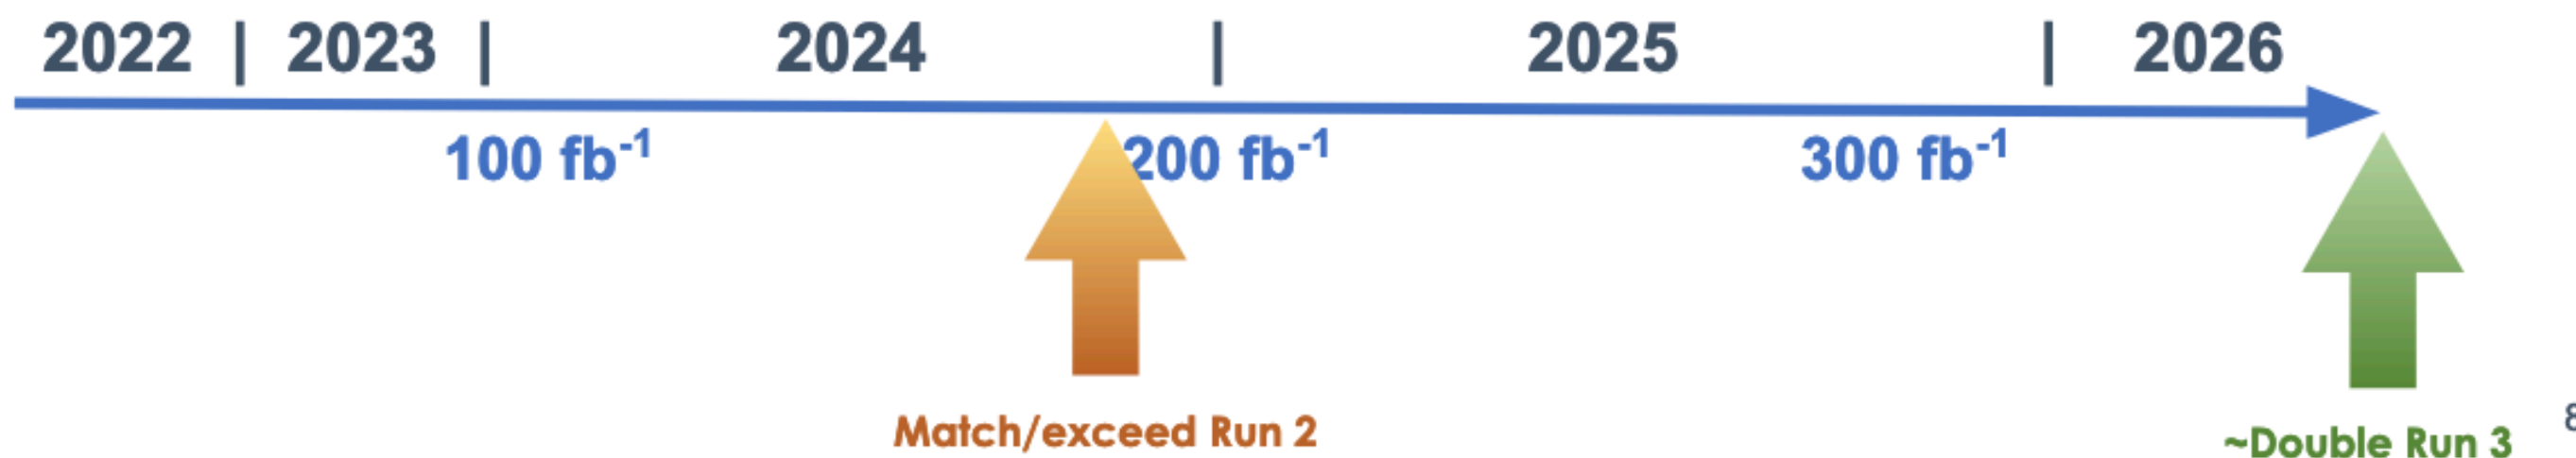 2022 | 2023 | 2024 | 2025 | 2026
100 fb⁻¹ 200 fb⁻¹ 300 fb⁻¹
Match/exceed Run 2
~Double Run 3
8